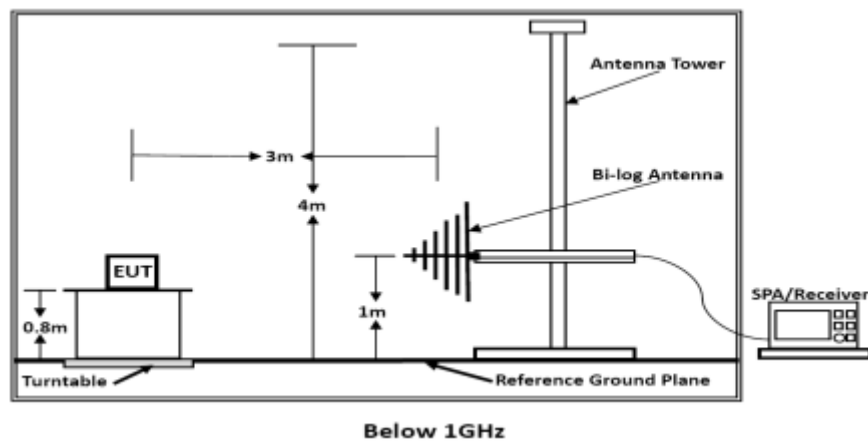 Antenna Tower
3m
Bi-log Antenna
4m
EUT
SPA/Receiver
0.8m
1m
Turntable
Reference Ground Plane
Below 1GHz